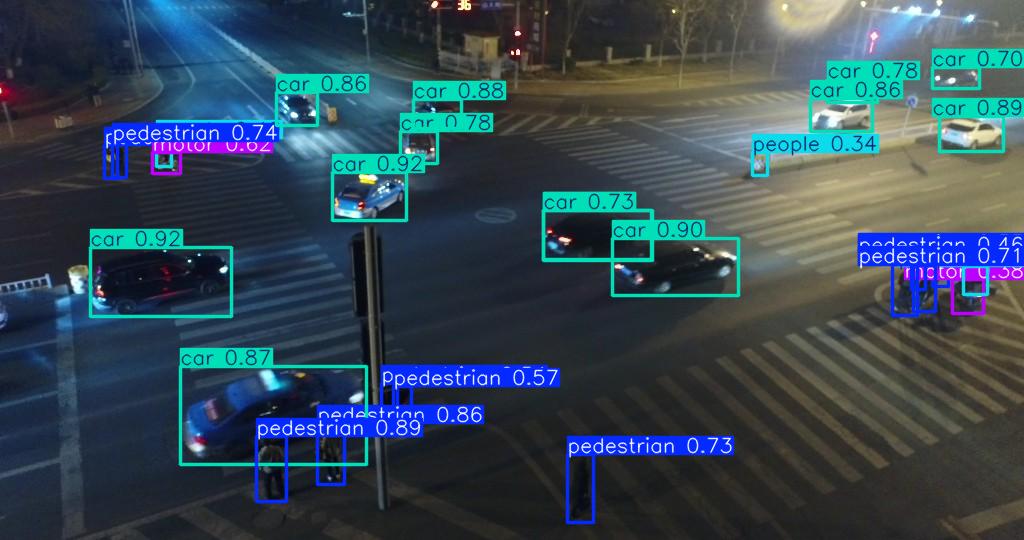 36
car 0.70
car 0.78
car 0.86
car 0.86
car 0.88
car 0.89
car 0.78
pedestrian 0.74
motor 0.62
people 0.34
car 0.92
car 0.73
car 0.90
car 0.92
pedestrian 0.46
pedestrian 0.71
motor 0.38
car 0.87
pedestrian 0.57
pedestrian 0.86
pedestrian 0.89
pedestrian 0.73